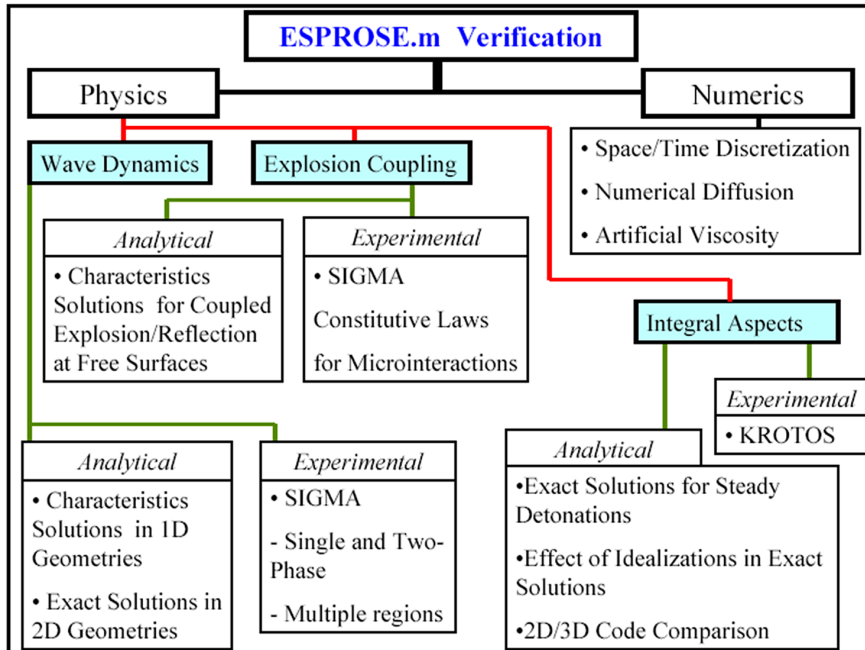 ESPROSE.m Verification
Physics
Numerics
Wave Dynamics
Explosion Coupling
• Space/Time Discretization
• Numerical Diffusion
• Artificial Viscosity
Analytical
• Characteristics
Solutions for Coupled
Explosion/Reflection
at Free Surfaces
Experimental
• SIGMA
Constitutive Laws
for Microinteractions
Integral Aspects
Experimental
• KROTOS
Analytical
• Characteristics
Solutions in 1D
Geometries
• Exact Solutions in
2D Geometries
Experimental
• SIGMA
- Single and Two-
Phase
- Multiple regions
Analytical
•Exact Solutions for Steady
Detonations
•Effect of Idealizations in Exact
Solutions
•2D/3D Code Comparison